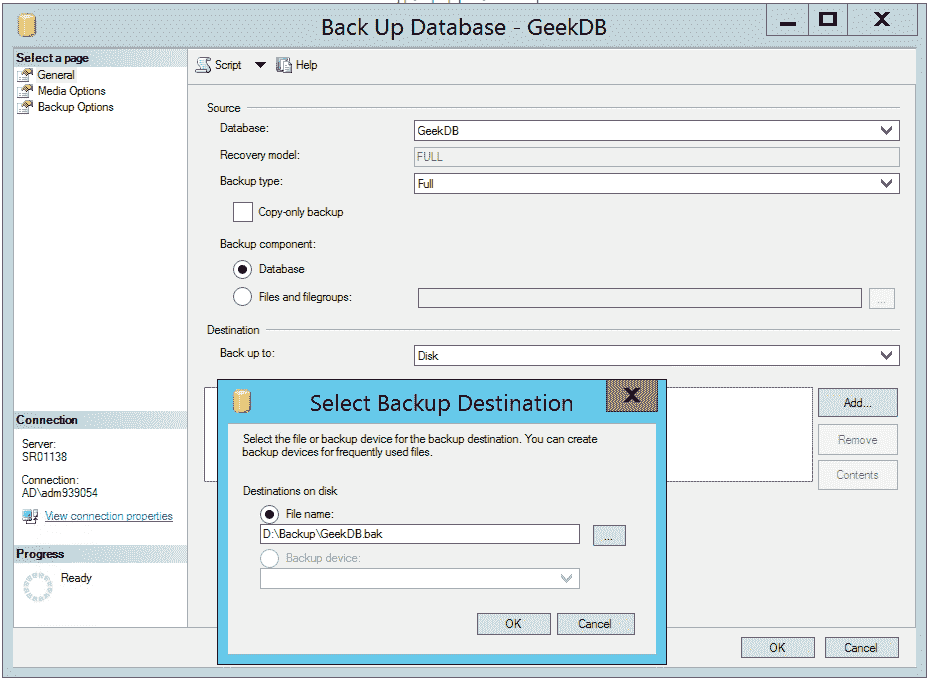 Back Up Database - GeekDB
X
Select a page
General
Media Options
Backup Options
Script
Help
Source
Database:
GeekDB
Recovery model:
FULL
Backup type:
Full
Copy-only backup
Backup component:
Database
Files and filegroups:
...
Destination
Back up to:
Disk
Add...
Remove
Contents
Connection
Server:
SR01138
Connection:
AD\adm939054
View connection properties
Progress
Ready
Select Backup Destination
X
Select the file or backup device for the backup destination. You can create
backup devices for frequently used files.
Destinations on disk
File name:
D:\Backup\GeekDB.bak
...
Backup device:
OK
Cancel
OK
Cancel